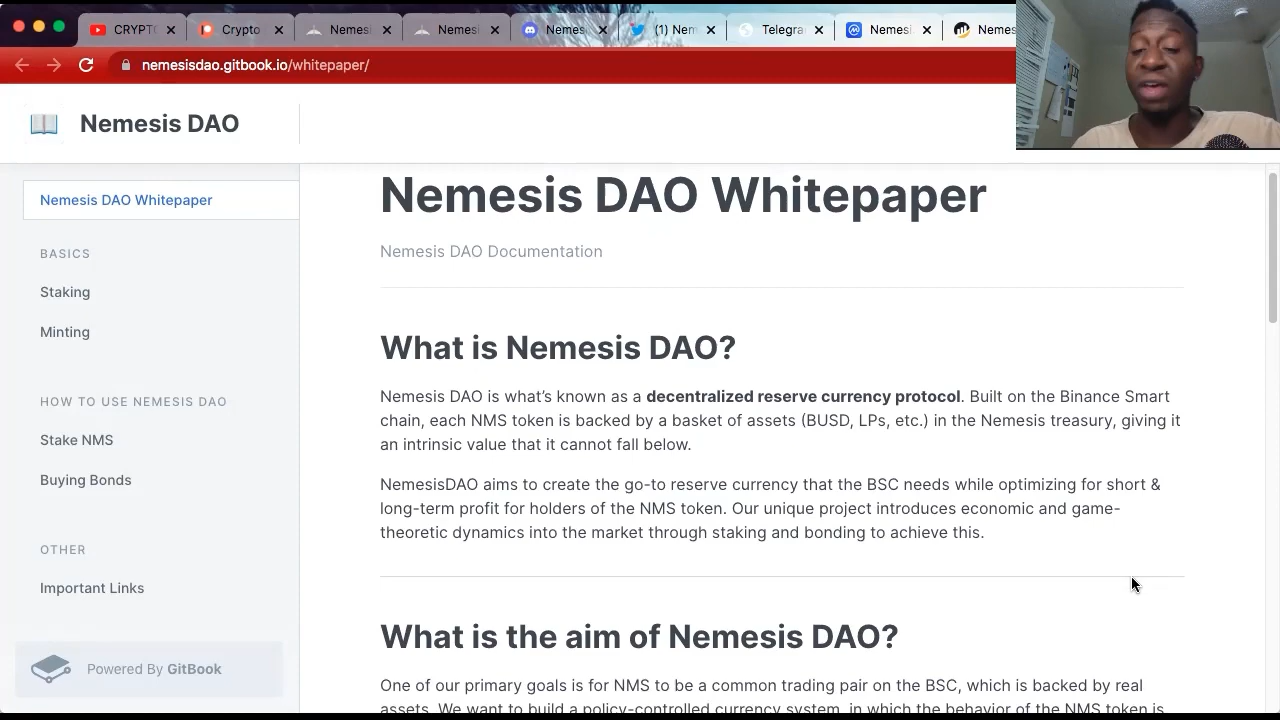 CRYPT
Crypto
Nemesi
Nemesi
Nemes
(1) Nem
Telegra
Nemesi
Nemes
nemesisdao.gitbook.io/whitepaper/
Nemesis DAO
Nemesis DAO Whitepaper
BASICS
Staking
Minting
HOW TO USE NEMESIS DAO
Stake NMS
Buying Bonds
OTHER
Important Links
Powered By GitBook
Nemesis DAO Whitepaper
Nemesis DAO Documentation
What is Nemesis DAO?
Nemesis DAO is what’s known as a decentralized reserve currency protocol. Built on the Binance Smart
chain, each NMS token is backed by a basket of assets (BUSD, LPs, etc.) in the Nemesis treasury, giving it
an intrinsic value that it cannot fall below.
NemesisDAO aims to create the go-to reserve currency that the BSC needs while optimizing for short &
long-term profit for holders of the NMS token. Our unique project introduces economic and game-
theoretic dynamics into the market through staking and bonding to achieve this.
What is the aim of Nemesis DAO?
One of our primary goals is for NMS to be a common trading pair on the BSC, which is backed by real
assets. We want to build a policy-controlled currency system, in which the behavior of the NMS token is